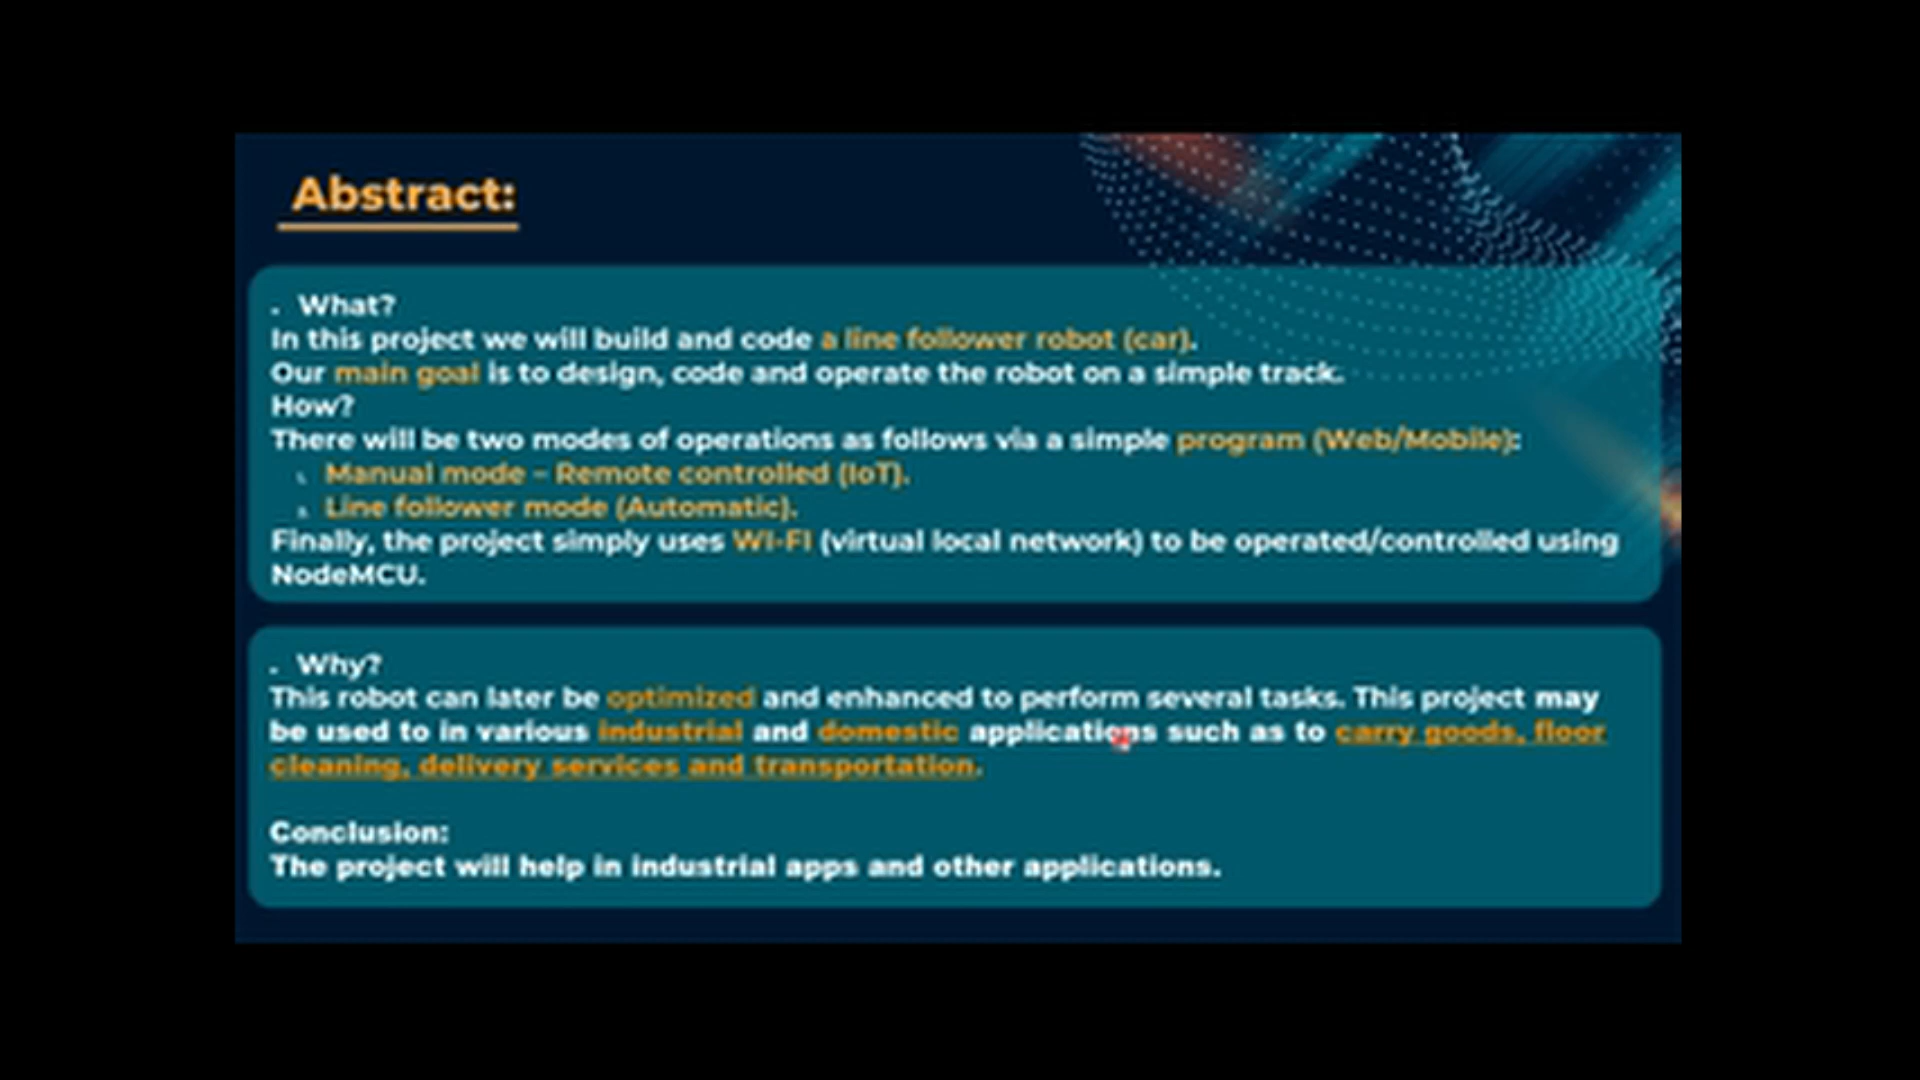 Abstract:
. What?
In this project we will build and code a line follower robot (car).
Our main goal is to design, code and operate the robot on a simple track.
How?
There will be two modes of operations as follows via a simple program (Web/Mobile):
Manual mode – Remote controlled (IoT).
Line follower mode (Automatic).
Finally, the project simply uses WI-FI (virtual local network) to be operated/controlled using
NodeMCU.
. Why?
This robot can later be optimized and enhanced to perform several tasks. This project may
be used to in various industrial and domestic applications such as to carry goods, floor
cleaning, delivery services and transportation.
Conclusion:
The project will help in industrial apps and other applications.